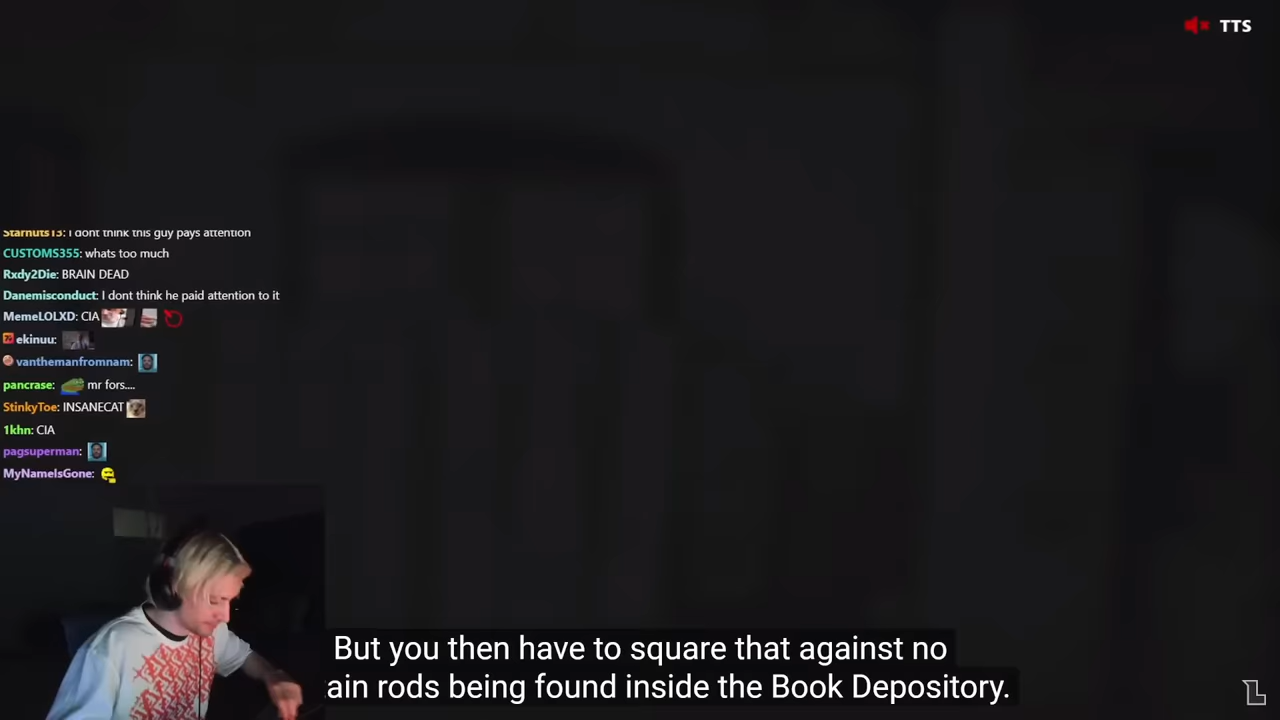 TTS
Starnuts13: I dont think this guy pays attention
CUSTOMS355: whats too much
Rxdy2Die: BRAIN DEAD
Danemisconduct: I dont think he paid attention to it
MemeLOLXD: CIA
ekinuu:
vanthemanfromnam:
pancrase: mr fors....
StinkyToe: INSANECAT
1khn: CIA
pagsuperman:
MyNameIsGone:
But you then have to square that against no
ain rods being found inside the Book Depository.